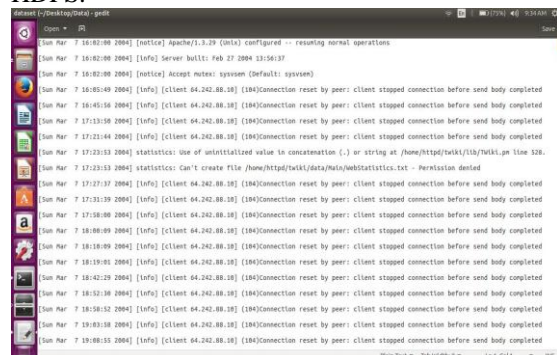 HDFS.
dataset (~/Desktop/Data) - gedit
En (75%) 9:34 AM
Open Save
[Sun Mar 7 16:02:00 2004] [notice] Apache/1.3.29 (Unix) configured -- resuming normal operations
[Sun Mar 7 16:02:00 2004] [info] Server built: Feb 27 2004 13:56:37
[Sun Mar 7 16:02:00 2004] [notice] Accept mutex: sysvsem (Default: sysvsem)
[Sun Mar 7 16:05:49 2004] [info] [client 64.242.88.10] (104)Connection reset by peer: client stopped connection before send body completed
[Sun Mar 7 16:45:56 2004] [info] [client 64.242.88.10] (104)Connection reset by peer: client stopped connection before send body completed
[Sun Mar 7 17:13:50 2004] [info] [client 64.242.88.10] (104)Connection reset by peer: client stopped connection before send body completed
[Sun Mar 7 17:21:44 2004] [info] [client 64.242.88.10] (104)Connection reset by peer: client stopped connection before send body completed
[Sun Mar 7 17:23:53 2004] statistics: Use of uninitialized value in concatenation (.) or string at /home/httpd/twiki/lib/TWiki.pm line 528.
[Sun Mar 7 17:23:53 2004] statistics: Can't create file /home/httpd/twiki/data/Main/WebStatistics.txt - Permission denied
[Sun Mar 7 17:27:37 2004] [info] [client 64.242.88.10] (104)Connection reset by peer: client stopped connection before send body completed
[Sun Mar 7 17:31:39 2004] [info] [client 64.242.88.10] (104)Connection reset by peer: client stopped connection before send body completed
[Sun Mar 7 17:58:00 2004] [info] [client 64.242.88.10] (104)Connection reset by peer: client stopped connection before send body completed
[Sun Mar 7 18:00:09 2004] [info] [client 64.242.88.10] (104)Connection reset by peer: client stopped connection before send body completed
[Sun Mar 7 18:10:09 2004] [info] [client 64.242.88.10] (104)Connection reset by peer: client stopped connection before send body completed
[Sun Mar 7 18:19:01 2004] [info] [client 64.242.88.10] (104)Connection reset by peer: client stopped connection before send body completed
[Sun Mar 7 18:42:29 2004] [info] [client 64.242.88.10] (104)Connection reset by peer: client stopped connection before send body completed
[Sun Mar 7 18:52:30 2004] [info] [client 64.242.88.10] (104)Connection reset by peer: client stopped connection before send body completed
[Sun Mar 7 18:58:52 2004] [info] [client 64.242.88.10] (104)Connection reset by peer: client stopped connection before send body completed
[Sun Mar 7 19:03:58 2004] [info] [client 64.242.88.10] (104)Connection reset by peer: client stopped connection before send body completed
[Sun Mar 7 19:08:55 2004] [info] [client 64.242.88.10] (104)Connection reset by peer: client stopped connection before send body completed